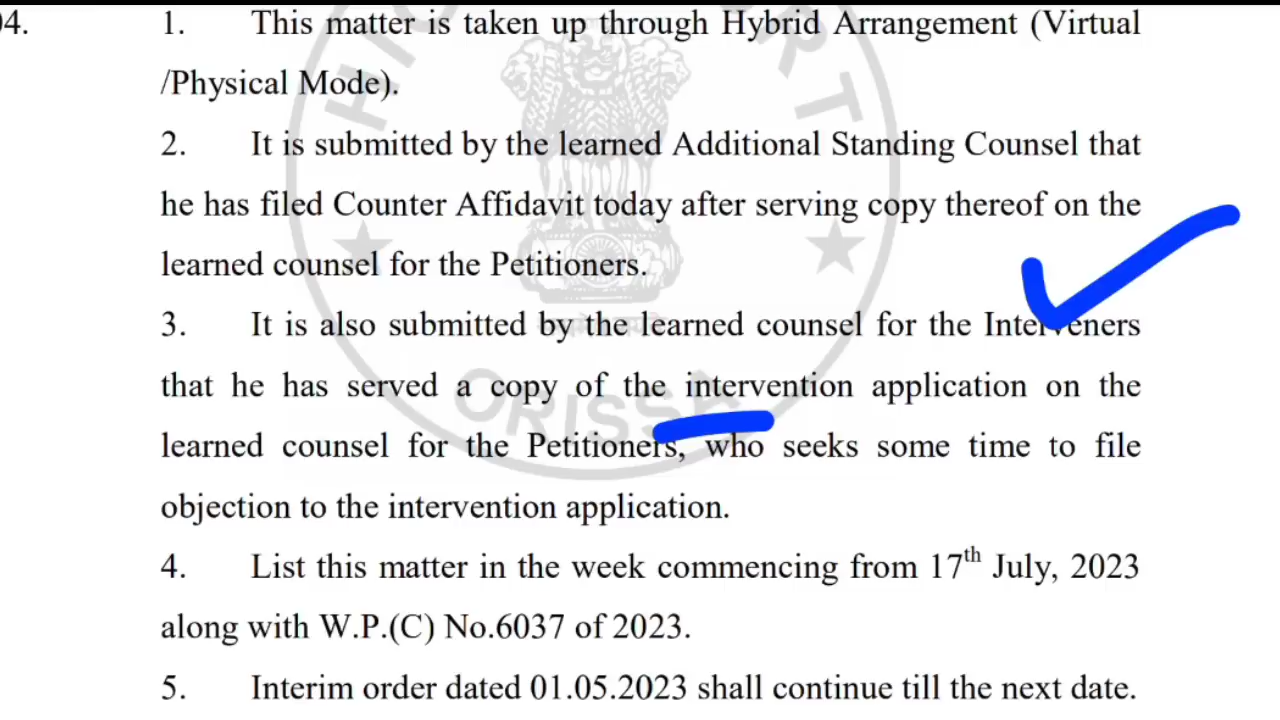 04.
1. This matter is taken up through Hybrid Arrangement (Virtual
/Physical Mode).
2. It is submitted by the learned Additional Standing Counsel that
he has filed Counter Affidavit today after serving copy thereof on the
learned counsel for the Petitioners.
3. It is also submitted by the learned counsel for the Interveners
that he has served a copy of the intervention application on the
learned counsel for the Petitioners, who seeks some time to file
objection to the intervention application.
4. List this matter in the week commencing from 17th July, 2023
along with W.P.(C) No.6037 of 2023.
5. Interim order dated 01.05.2023 shall continue till the next date.
ORISSA